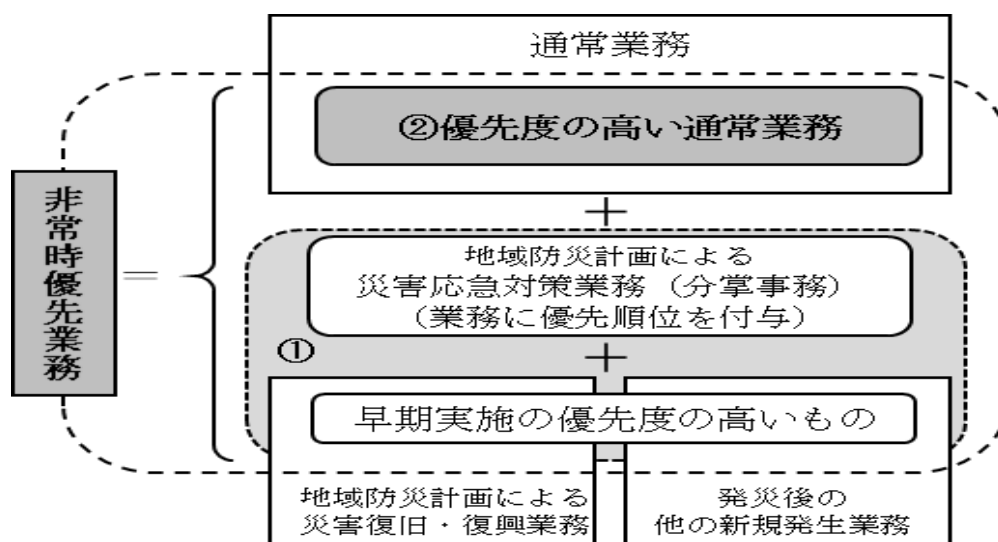 通常業務
②優先度の高い通常業務
＋
非常時優先業務
＝
地域防災計画による
災害応急対策業務（分掌事務）
（業務に優先順位を付与）
①
＋
早期実施の優先度の高いもの
地域防災計画による
災害復旧・復興業務
発災後の
他の新規発生業務